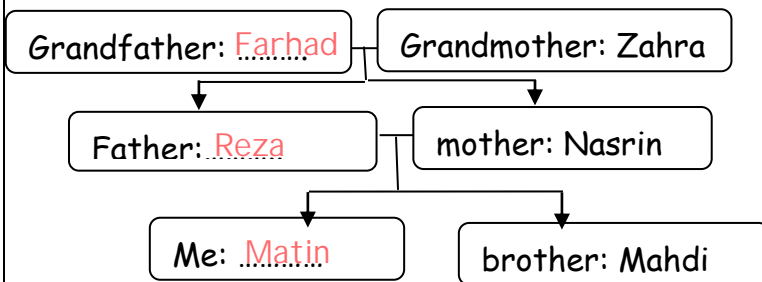 Grandfather: Farhad Grandmother: Zahra
Father: Reza mother: Nasrin
Me: Matin brother: Mahdi